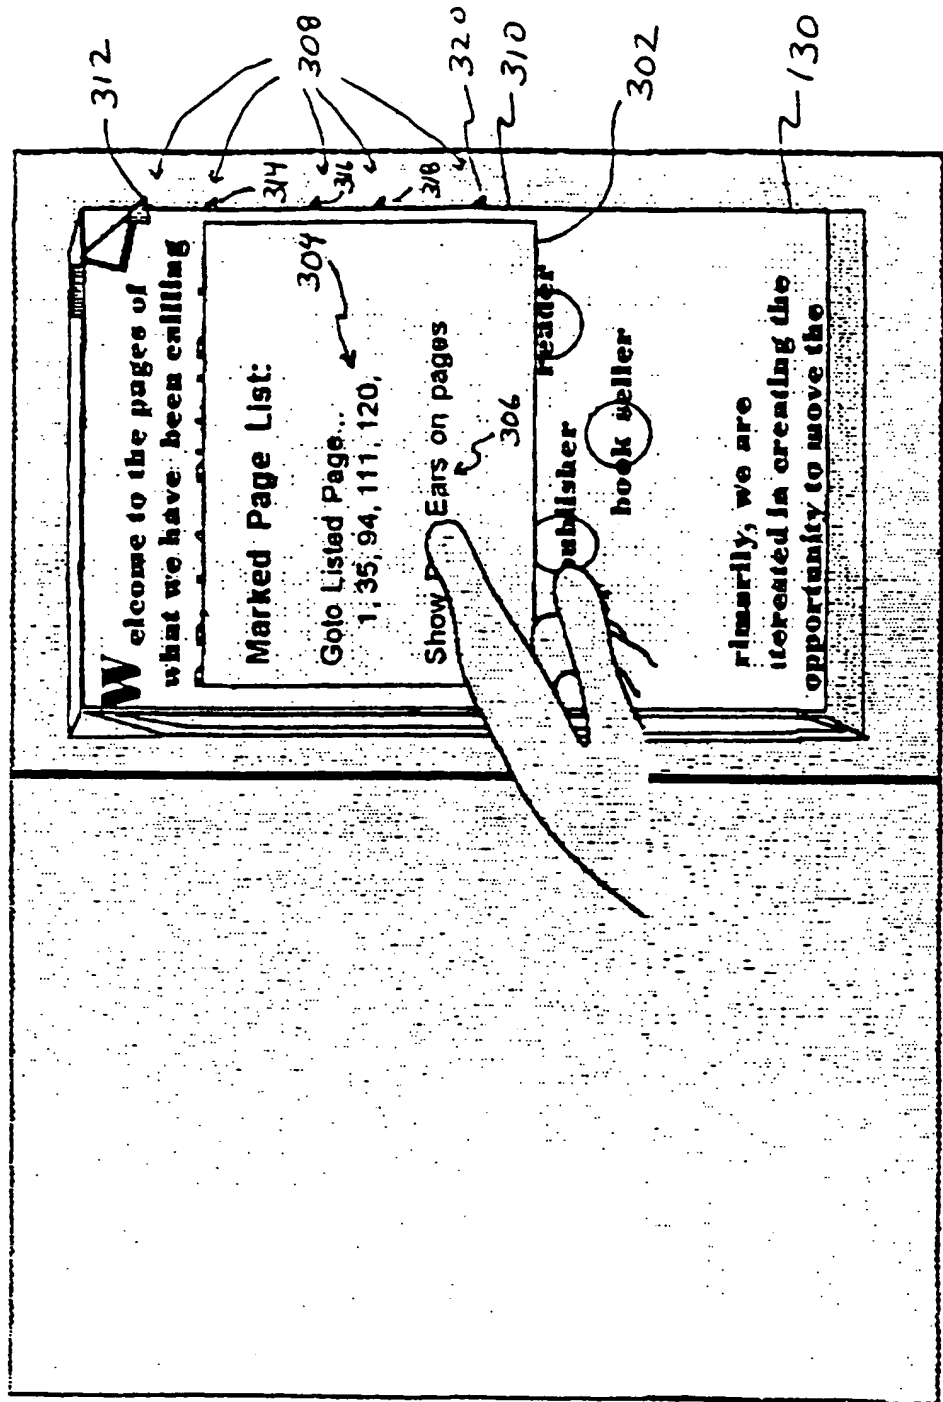 312
308
320
310
302
130
314
316
318
Welcome to the pages of
what we have been calling
Marked Page List:
304
Goto Listed Page...
1, 35, 94, 111, 120,
Show Ears on pages
306
reader
publisher
book seller
rimarily, we are
itereated in creating the
opportunity to move the